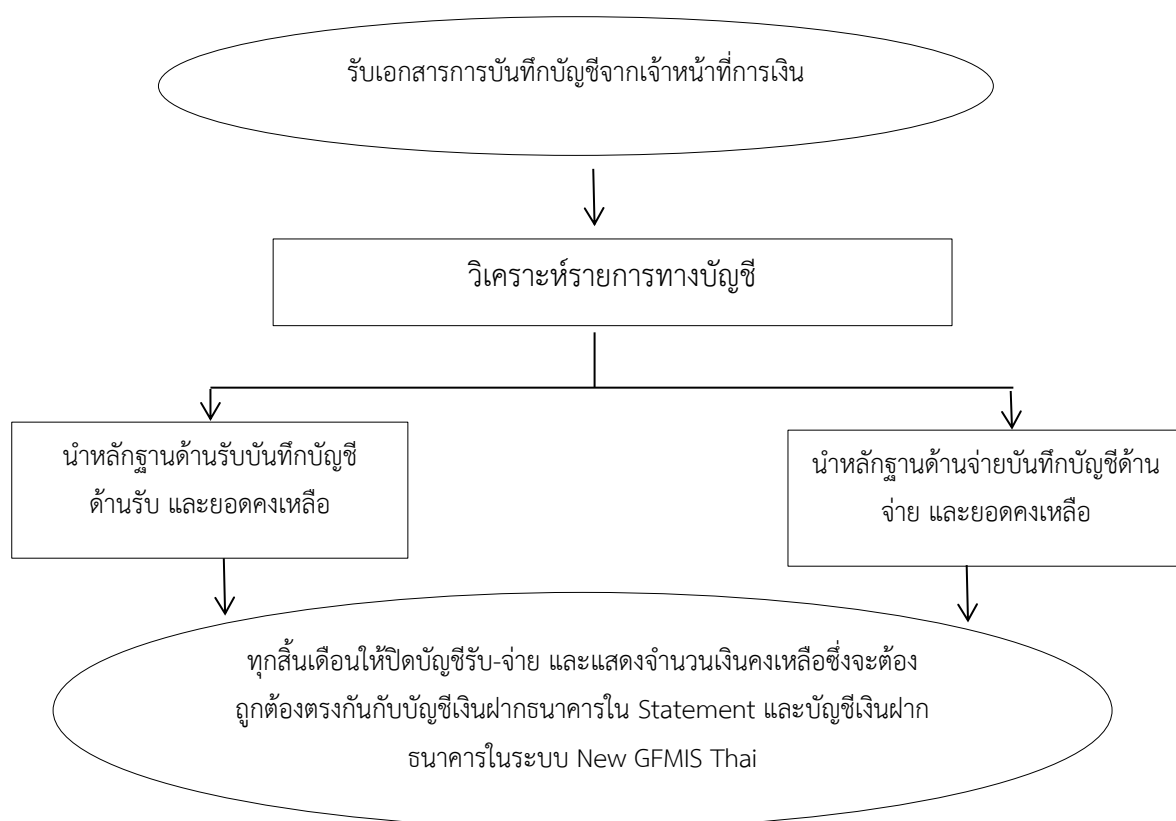 รับเอกสารการบันทึกบัญชีจากเจ้าหน้าที่การเงิน
วิเคราะห์รายการทางบัญชี
นำหลักฐานด้านรับบันทึกบัญชี
ด้านรับ และยอดคงเหลือ
นำหลักฐานด้านจ่ายบันทึกบัญชีด้าน
จ่าย และยอดคงเหลือ
ทุกสิ้นเดือนให้ปิดบัญชีรับ-จ่าย และแสดงจำนวนเงินคงเหลือซึ่งจะต้อง
ถูกต้องตรงกันกับบัญชีเงินฝากธนาคารใน Statement และบัญชีเงินฝาก
ธนาคารในระบบ New GFMIS Thai